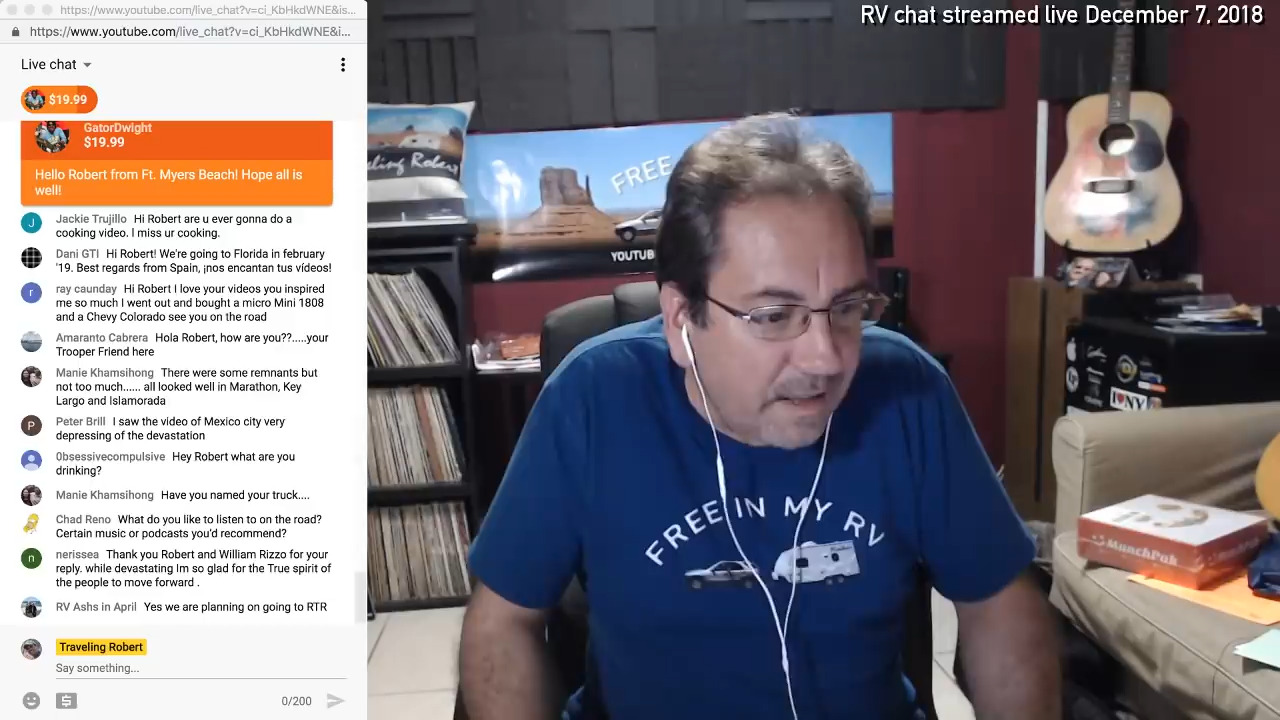 https://www.youtube.com/live_chat?v=ci_KbHkdWNE&is...
RV chat streamed live December 7, 2018
https://www.youtube.com/live_chat?v=ci_KbHkdWNE&i...
Live chat
$19.99
GatorDwight
$19.99
Hello Robert from Ft. Myers Beach! Hope all is
well!
Jackie Trujillo Hi Robert are u ever gonna do a
cooking video. I miss ur cooking.
Dani GTI Hi Robert! We're going to Florida in february
'19. Best regards from Spain, ¡nos encantan tus vídeos!
r
ray caunday Hi Robert I love your videos you inspired
me so much I went out and bought a micro Mini 1808
and a Chevy Colorado see you on the road
Amaranto Cabrera Hola Robert, how are you??.....your
Trooper Friend here
Manie Khamsihong There were some remnants but
not too much...... all looked well in Marathon, Key
Largo and Islamorada
P
Peter Brill I saw the video of Mexico city very
depressing of the devastation
0bsessivecompulsive Hey Robert what are you
drinking?
Manie Khamsihong Have you named your truck....
Chad Reno What do you like to listen to on the road?
Certain music or podcasts you'd recommend?
n
nerissea Thank you Robert and William Rizzo for your
reply. while devastating Im so glad for the True spirit of
the people to move forward .
RV Ashs in April Yes we are planning on going to RTR
Traveling Robert
Say something...
0/200
J
eling Robert
FREE
YOUTUB
FREE IN MY RV
I♥NY
MunchPak